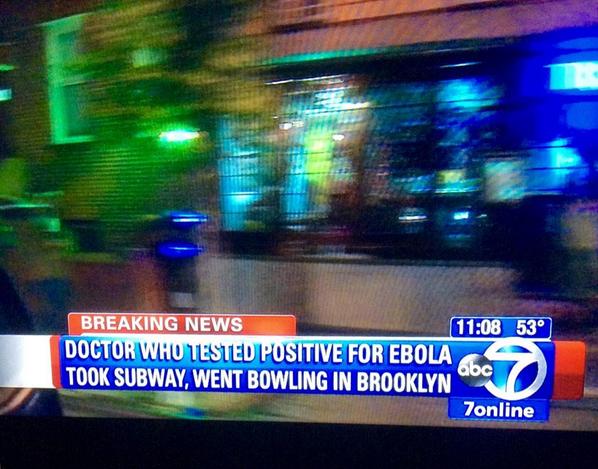 BREAKING NEWS
11:08 53°
DOCTOR WHO TESTED POSITIVE FOR EBOLA
TOOK SUBWAY, WENT BOWLING IN BROOKLYN
abc 7
7online